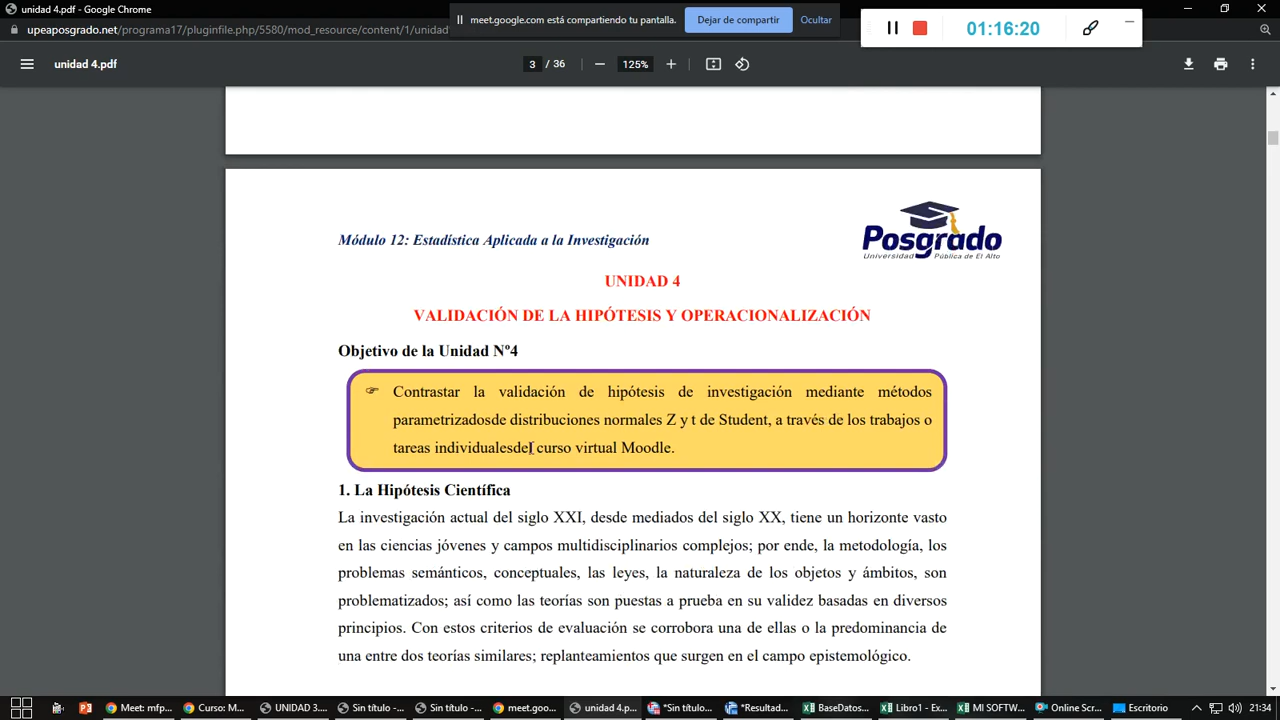 unidad 4.pdf - Google Chrome
meet.google.com está compartiendo tu pantalla.
Dejar de compartir
Ocultar
01:16:20
upeaposgrado.net/programa17/pluginfile.php/5580/mod_resource/content/1/unidad
unidad 4.pdf
3 / 36
125%
Módulo 12: Estadística Aplicada a la Investigación
Posgrado
Universidad Pública de El Alto
UNIDAD 4
VALIDACIÓN DE LA HIPÓTESIS Y OPERACIONALIZACIÓN
Objetivo de la Unidad Nº4
☞ Contrastar la validación de hipótesis de investigación mediante métodos
parametrizadosde distribuciones normales Z y t de Student, a través de los trabajos o
tareas individualesdel curso virtual Moodle.
1. La Hipótesis Científica
La investigación actual del siglo XXI, desde mediados del siglo XX, tiene un horizonte vasto
en las ciencias jóvenes y campos multidisciplinarios complejos; por ende, la metodología, los
problemas semánticos, conceptuales, las leyes, la naturaleza de los objetos y ámbitos, son
problematizados; así como las teorías son puestas a prueba en su validez basadas en diversos
principios. Con estos criterios de evaluación se corrobora una de ellas o la predominancia de
una entre dos teorías similares; replanteamientos que surgen en el campo epistemológico.
Meet: mfp...
Curso: M...
UNIDAD 3...
Sin título -...
Sin título -...
meet.goo...
unidad 4.p...
*Sin título...
*Resultad...
BaseDatos...
Libro1 - Ex...
MI SOFTW...
Online Scr...
Escritorio
21:34